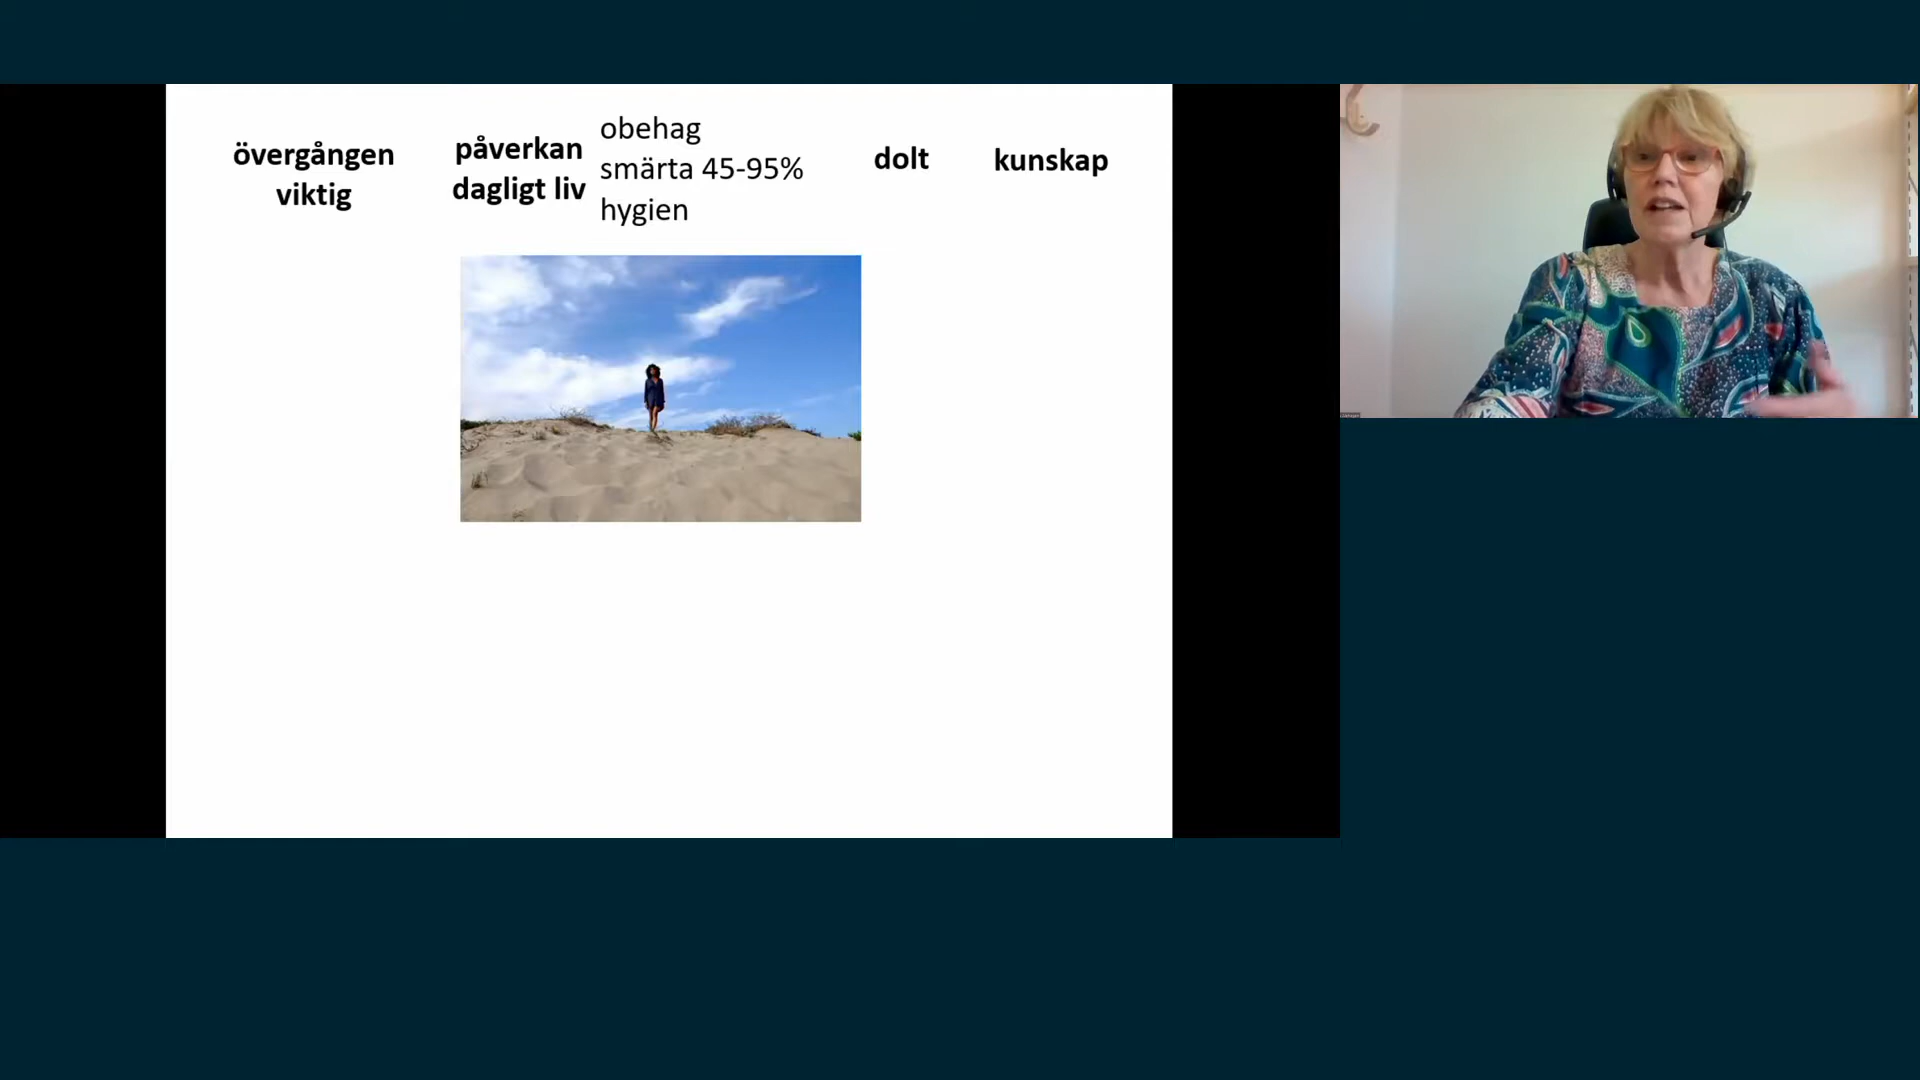 övergången
viktig
påverkan
dagligt liv
obehag
smärta 45-95%
hygien
dolt
kunskap